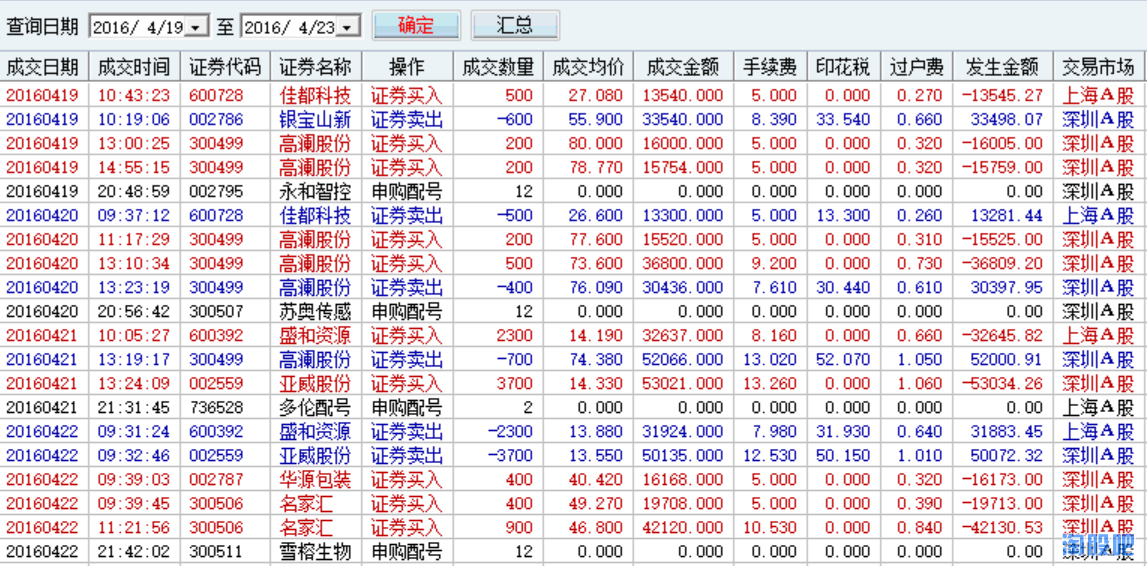 查询日期 2016/ 4/19 至 2016/ 4/23 确定 汇总
成交日期 成交时间 证券代码 证券名称 操作 成交数量 成交均价 成交金额 手续费 印花税 过户费 发生金额 交易市场
20160419 10:43:23 600728 佳都科技 证券买入 500 27.080 13540.000 5.000 0.000 0.270 -13545.27 上海A股
20160419 10:19:06 002786 银宝山新 证券卖出 -600 55.900 33540.000 8.390 33.540 0.660 33498.07 深圳A股
20160419 13:00:25 300499 高澜股份 证券买入 200 80.000 16000.000 5.000 0.000 0.320 -16005.00 深圳A股
20160419 14:55:15 300499 高澜股份 证券买入 200 78.770 15754.000 5.000 0.000 0.320 -15759.00 深圳A股
20160419 20:48:59 002795 永和智控 申购配号 12 0.000 0.000 0.000 0.000 0.000 0.00 深圳A股
20160420 09:37:12 600728 佳都科技 证券卖出 -500 26.600 13300.000 5.000 13.300 0.260 13281.44 上海A股
20160420 11:17:29 300499 高澜股份 证券买入 200 77.600 15520.000 5.000 0.000 0.310 -15525.00 深圳A股
20160420 13:10:34 300499 高澜股份 证券买入 500 73.600 36800.000 9.200 0.000 0.730 -36809.20 深圳A股
20160420 13:23:19 300499 高澜股份 证券卖出 -400 76.090 30436.000 7.610 30.440 0.610 30397.95 深圳A股
20160420 20:56:42 300507 苏奥传感 申购配号 12 0.000 0.000 0.000 0.000 0.000 0.00 深圳A股
20160421 10:05:27 600392 盛和资源 证券买入 2300 14.190 32637.000 8.160 0.000 0.660 -32645.82 上海A股
20160421 13:19:17 300499 高澜股份 证券卖出 -700 74.380 52066.000 13.020 52.070 1.050 52000.91 深圳A股
20160421 13:24:09 002559 亚威股份 证券买入 3700 14.330 53021.000 13.260 0.000 1.060 -53034.26 深圳A股
20160421 21:31:45 736528 多伦配号 申购配号 2 0.000 0.000 0.000 0.000 0.000 0.00 上海A股
20160422 09:31:24 600392 盛和资源 证券卖出 -2300 13.880 31924.000 7.980 31.930 0.640 31883.45 上海A股
20160422 09:32:46 002559 亚威股份 证券卖出 -3700 13.550 50135.000 12.530 50.150 1.010 50072.32 深圳A股
20160422 09:39:03 002787 华源包装 证券买入 400 40.420 16168.000 5.000 0.000 0.320 -16173.00 深圳A股
20160422 09:39:45 300506 名家汇 证券买入 400 49.270 19708.000 5.000 0.000 0.390 -19713.00 深圳A股
20160422 11:21:56 300506 名家汇 证券买入 900 46.800 42120.000 10.530 0.000 0.840 -42130.53 深圳A股
20160422 21:42:02 300511 雪榕生物 申购配号 12 0.000 0.000 0.000 0.000 0.000 0.00 深圳A股
淘股吧